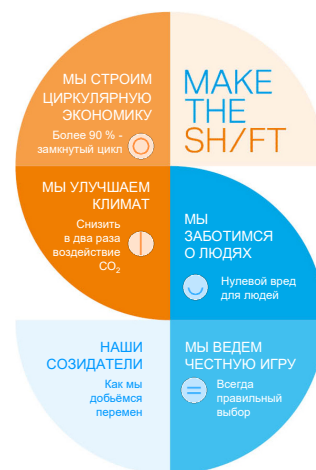 МЫ СТРОИМ
ЦИРКУЛЯРНУЮ
ЭКОНОМИКУ
Более 90 % -
замкнутый цикл
MAKE
THE
SH/FT
МЫ УЛУЧШАЕМ
КЛИМАТ
Снизить
в два раза
воздействие
CO₂
МЫ
ЗАБОТИМСЯ
О ЛЮДЯХ
Нулевой вред
для людей
НАШИ
СОЗИДАТЕЛИ
Как мы
добьёмся
перемен
МЫ ВЕДЕМ
ЧЕСТНУЮ ИГРУ
Всегда
правильный
выбор